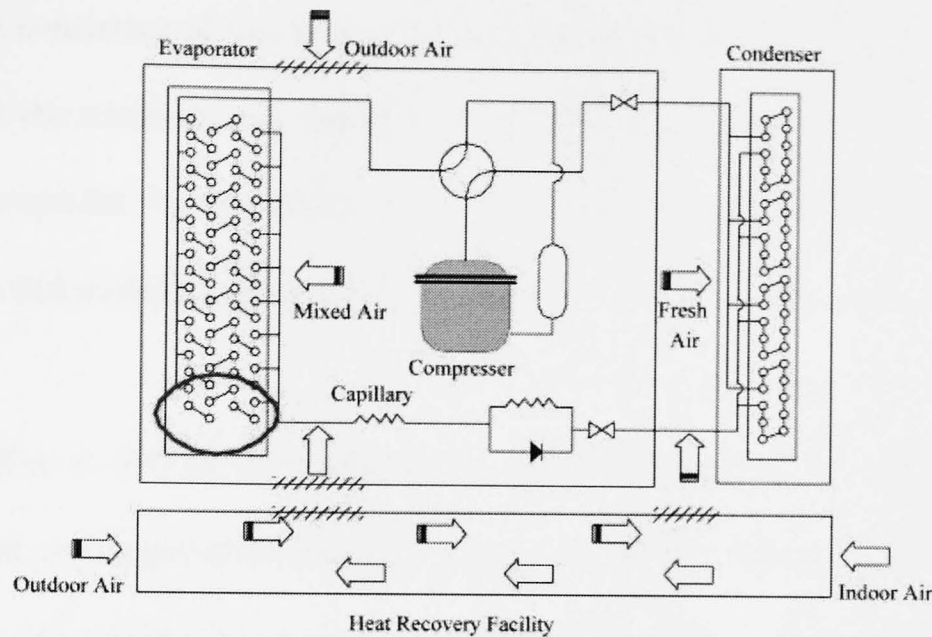 Evaporator
Outdoor Air
Condenser
Mixed Air
Fresh
Air
Compresser
Capillary
Outdoor Air
Indoor Air
Heat Recovery Facility